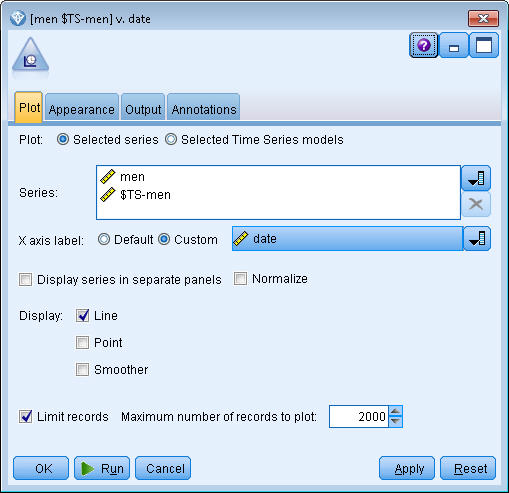 [men $TS-men] v. date
?
Plot Appearance Output Annotations
Plot: Selected series Selected Time Series models
Series: men
$TS-men
X axis label: Default Custom date
Display series in separate panels Normalize
Display: Line
Point
Smoother
Limit records Maximum number of records to plot: 2000
OK Run Cancel Apply Reset